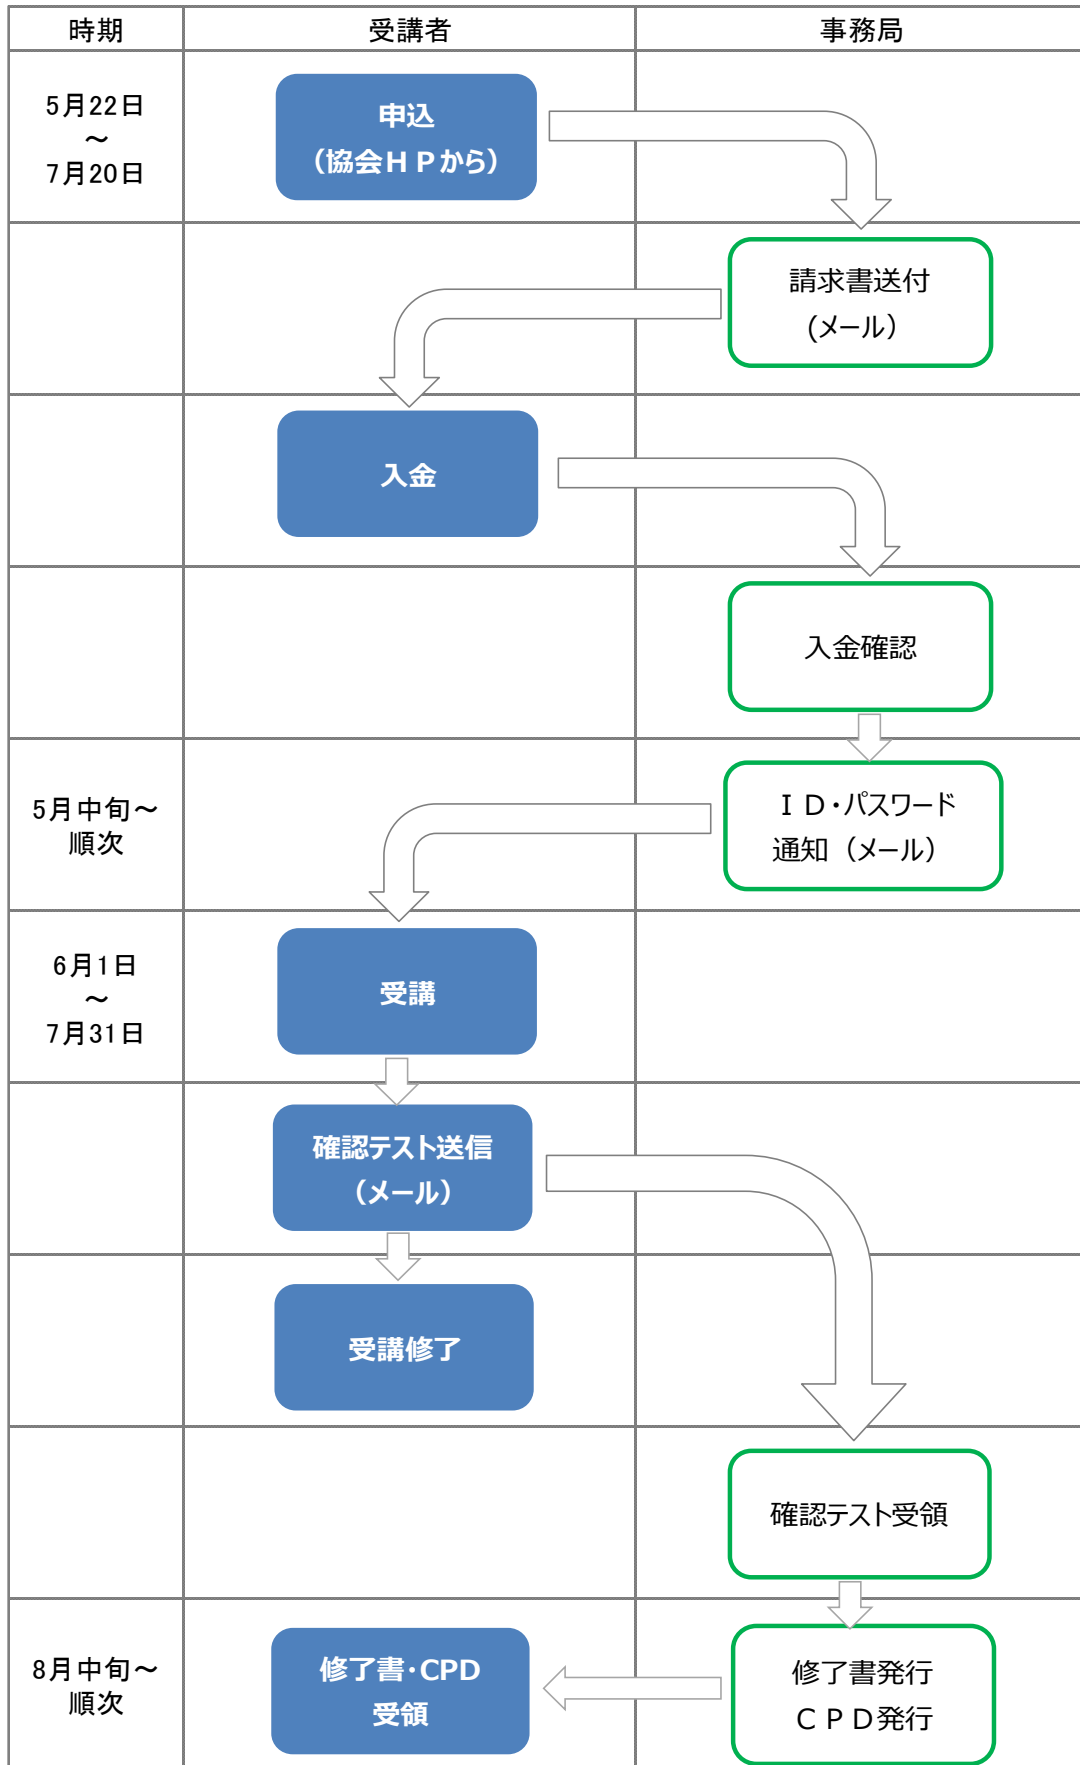 時期
受講者
事務局
5月22日
～
7月20日
申込
（協会ＨＰから）
請求書送付
(メール）
入金
入金確認
5月中旬～
順次
ＩＤ・パスワード
通知（メール）
6月1日
～
7月31日
受講
確認テスト送信
（メール）
受講修了
確認テスト受領
8月中旬～
順次
修了書・CPD
受領
修了書発行
ＣＰＤ発行